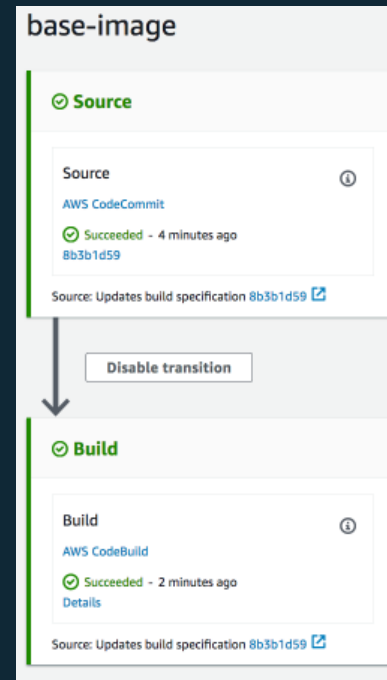 base-image
Source
Source
AWS CodeCommit
Succeeded - 4 minutes ago
8b3b1d59
Source: Updates build specification 8b3b1d59
Disable transition
Build
Build
AWS CodeBuild
Succeeded - 2 minutes ago
Details
Source: Updates build specification 8b3b1d59